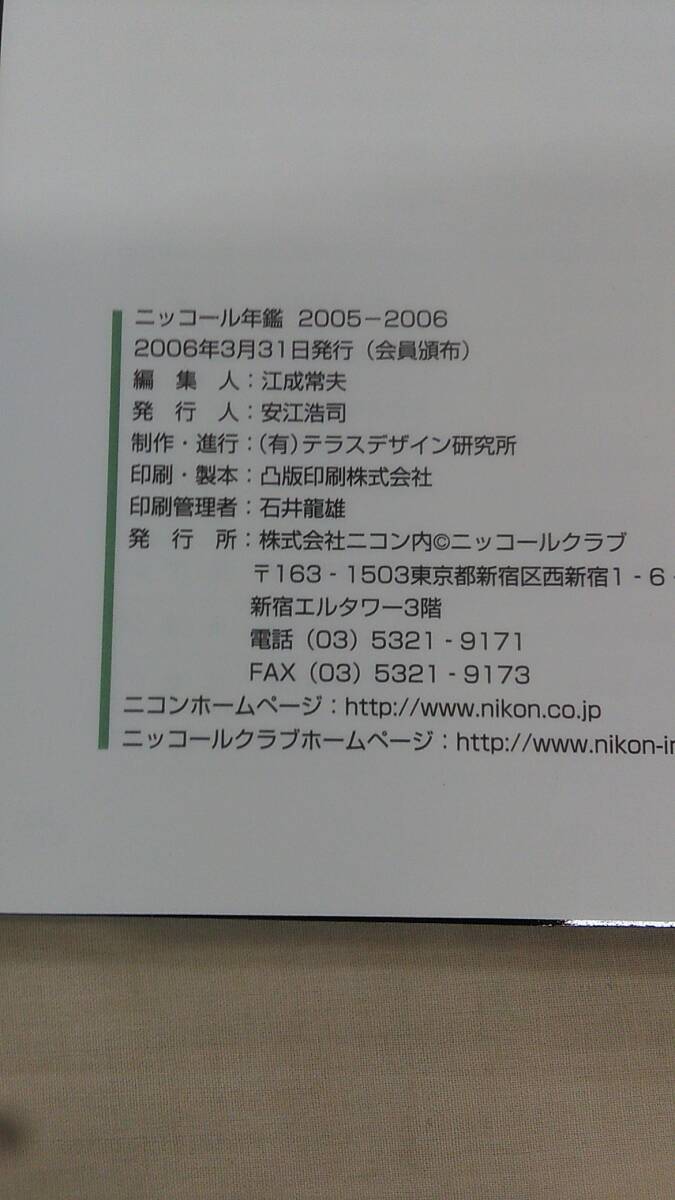 ニッコール年鑑 2005−2006
2006年3月31日発行（会員頒布）
編　集　人：江成常夫
発　行　人：安江浩司
制作・進行：（有）テラスデザイン研究所
印刷・製本：凸版印刷株式会社
印刷管理者：石井龍雄
発　行　所：株式会社ニコン内©ニッコールクラブ
〒163 - 1503東京都新宿区西新宿1 - 6 -
新宿エルタワー3階
電話（03）5321 - 9171
FAX（03）5321 - 9173
ニコンホームページ：http://www.nikon.co.jp
ニッコールクラブホームページ：http://www.nikon-